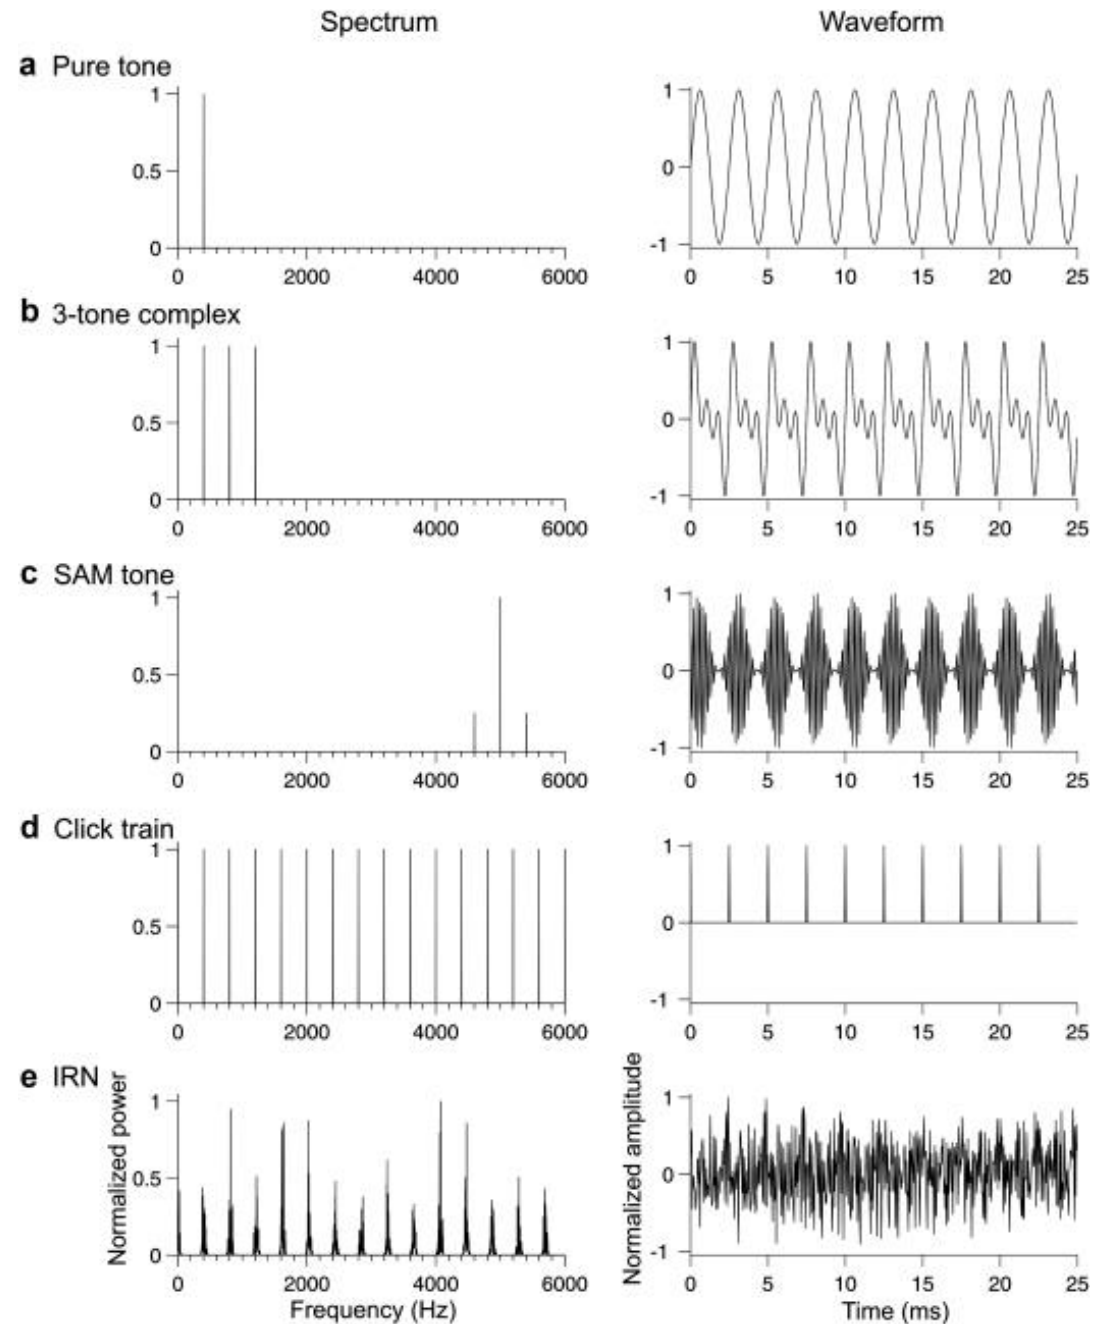 Spectrum Waveform
a Pure tone
1 1
0.5 0
0 -1
0 2000 4000 6000 0 5 10 15 20 25
b 3-tone complex
1 1
0.5 0
0 -1
0 2000 4000 6000 0 5 10 15 20 25
c SAM tone
1 1
0.5 0
0 -1
0 2000 4000 6000 0 5 10 15 20 25
d Click train
1 1
0.5 0
0 -1
0 2000 4000 6000 0 5 10 15 20 25
e IRN
Normalized power Normalized amplitude
1 1
0.5 0
0 -1
0 2000 4000 6000 0 5 10 15 20 25
Frequency (Hz) Time (ms)